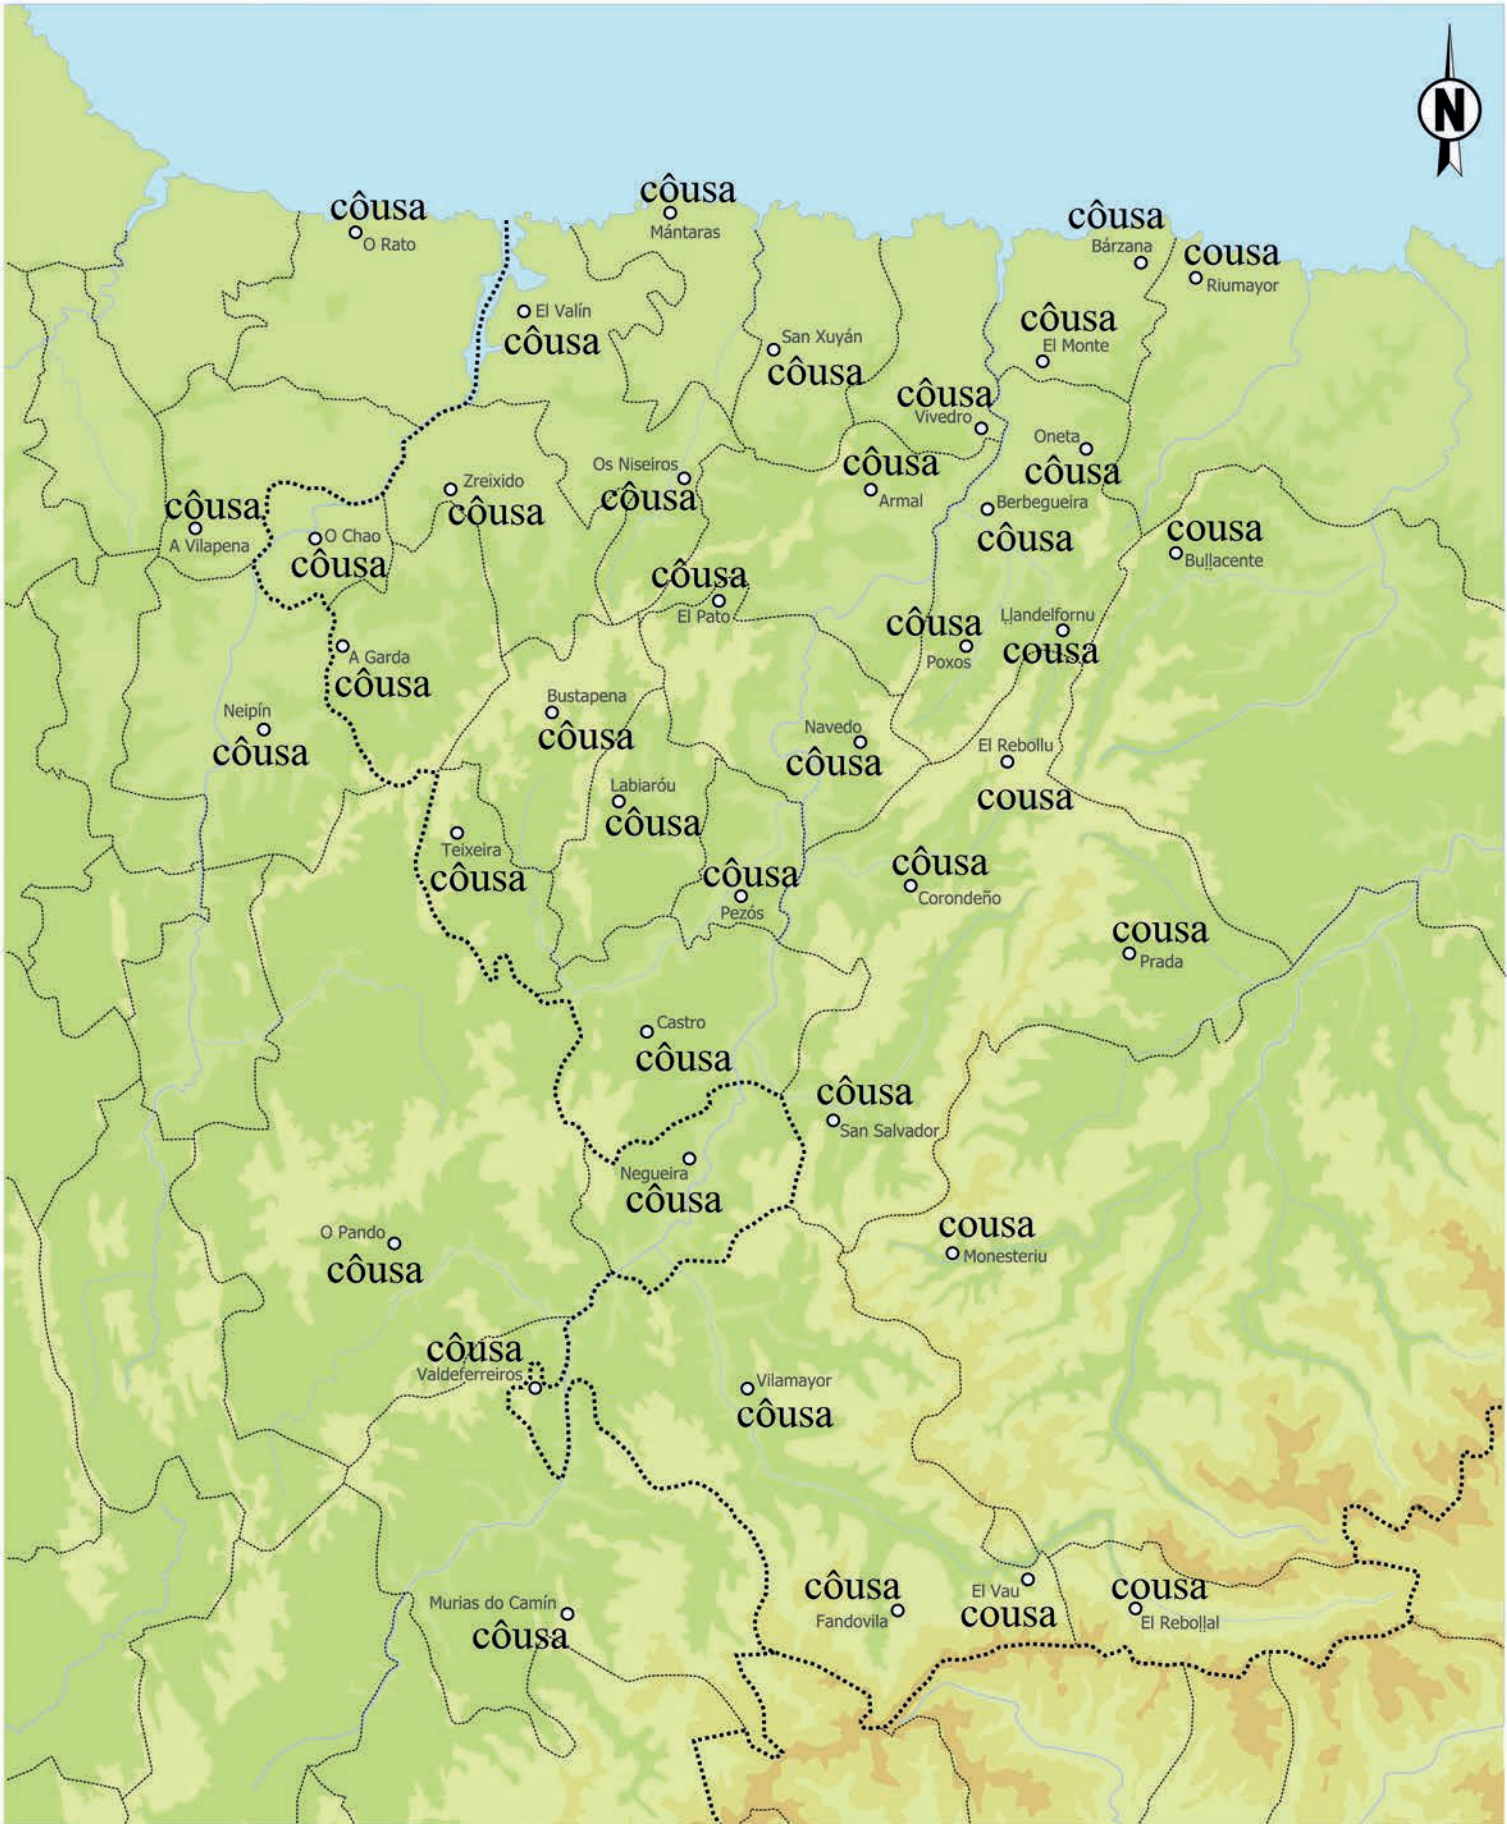 N
côusa
Mántaras
côusa
O Rato
côusa
Bárzana
cousa
Riumayor
El Valín
côusa
côusa
El Monte
San Xuyán
côusa
côusa
Vivedro
Oneta
côusa
Os Niseiros
côusa
côusa
Armal
Zreixido
côusa
côusa
A Vilapena
O Chao
côusa
Berbegueira
côusa
cousa
Buḷḷacente
côusa
El Pato
côusa
Poxos
Ḷḷandelfornu
cousa
A Garda
côusa
Neipín
côusa
Bustapena
côusa
Navedo
côusa
El Rebollu
cousa
Labiaróu
côusa
Teixeira
côusa
côusa
Pezós
côusa
Corondeño
cousa
Prada
Castro
côusa
côusa
San Salvador
Negueira
côusa
O Pando
côusa
cousa
Monesteriu
côusa
Valdeferreiros
Vilamayor
côusa
Murias do Camín
côusa
côusa
Fandovila
El Vau
cousa
cousa
El Reboḷḷal